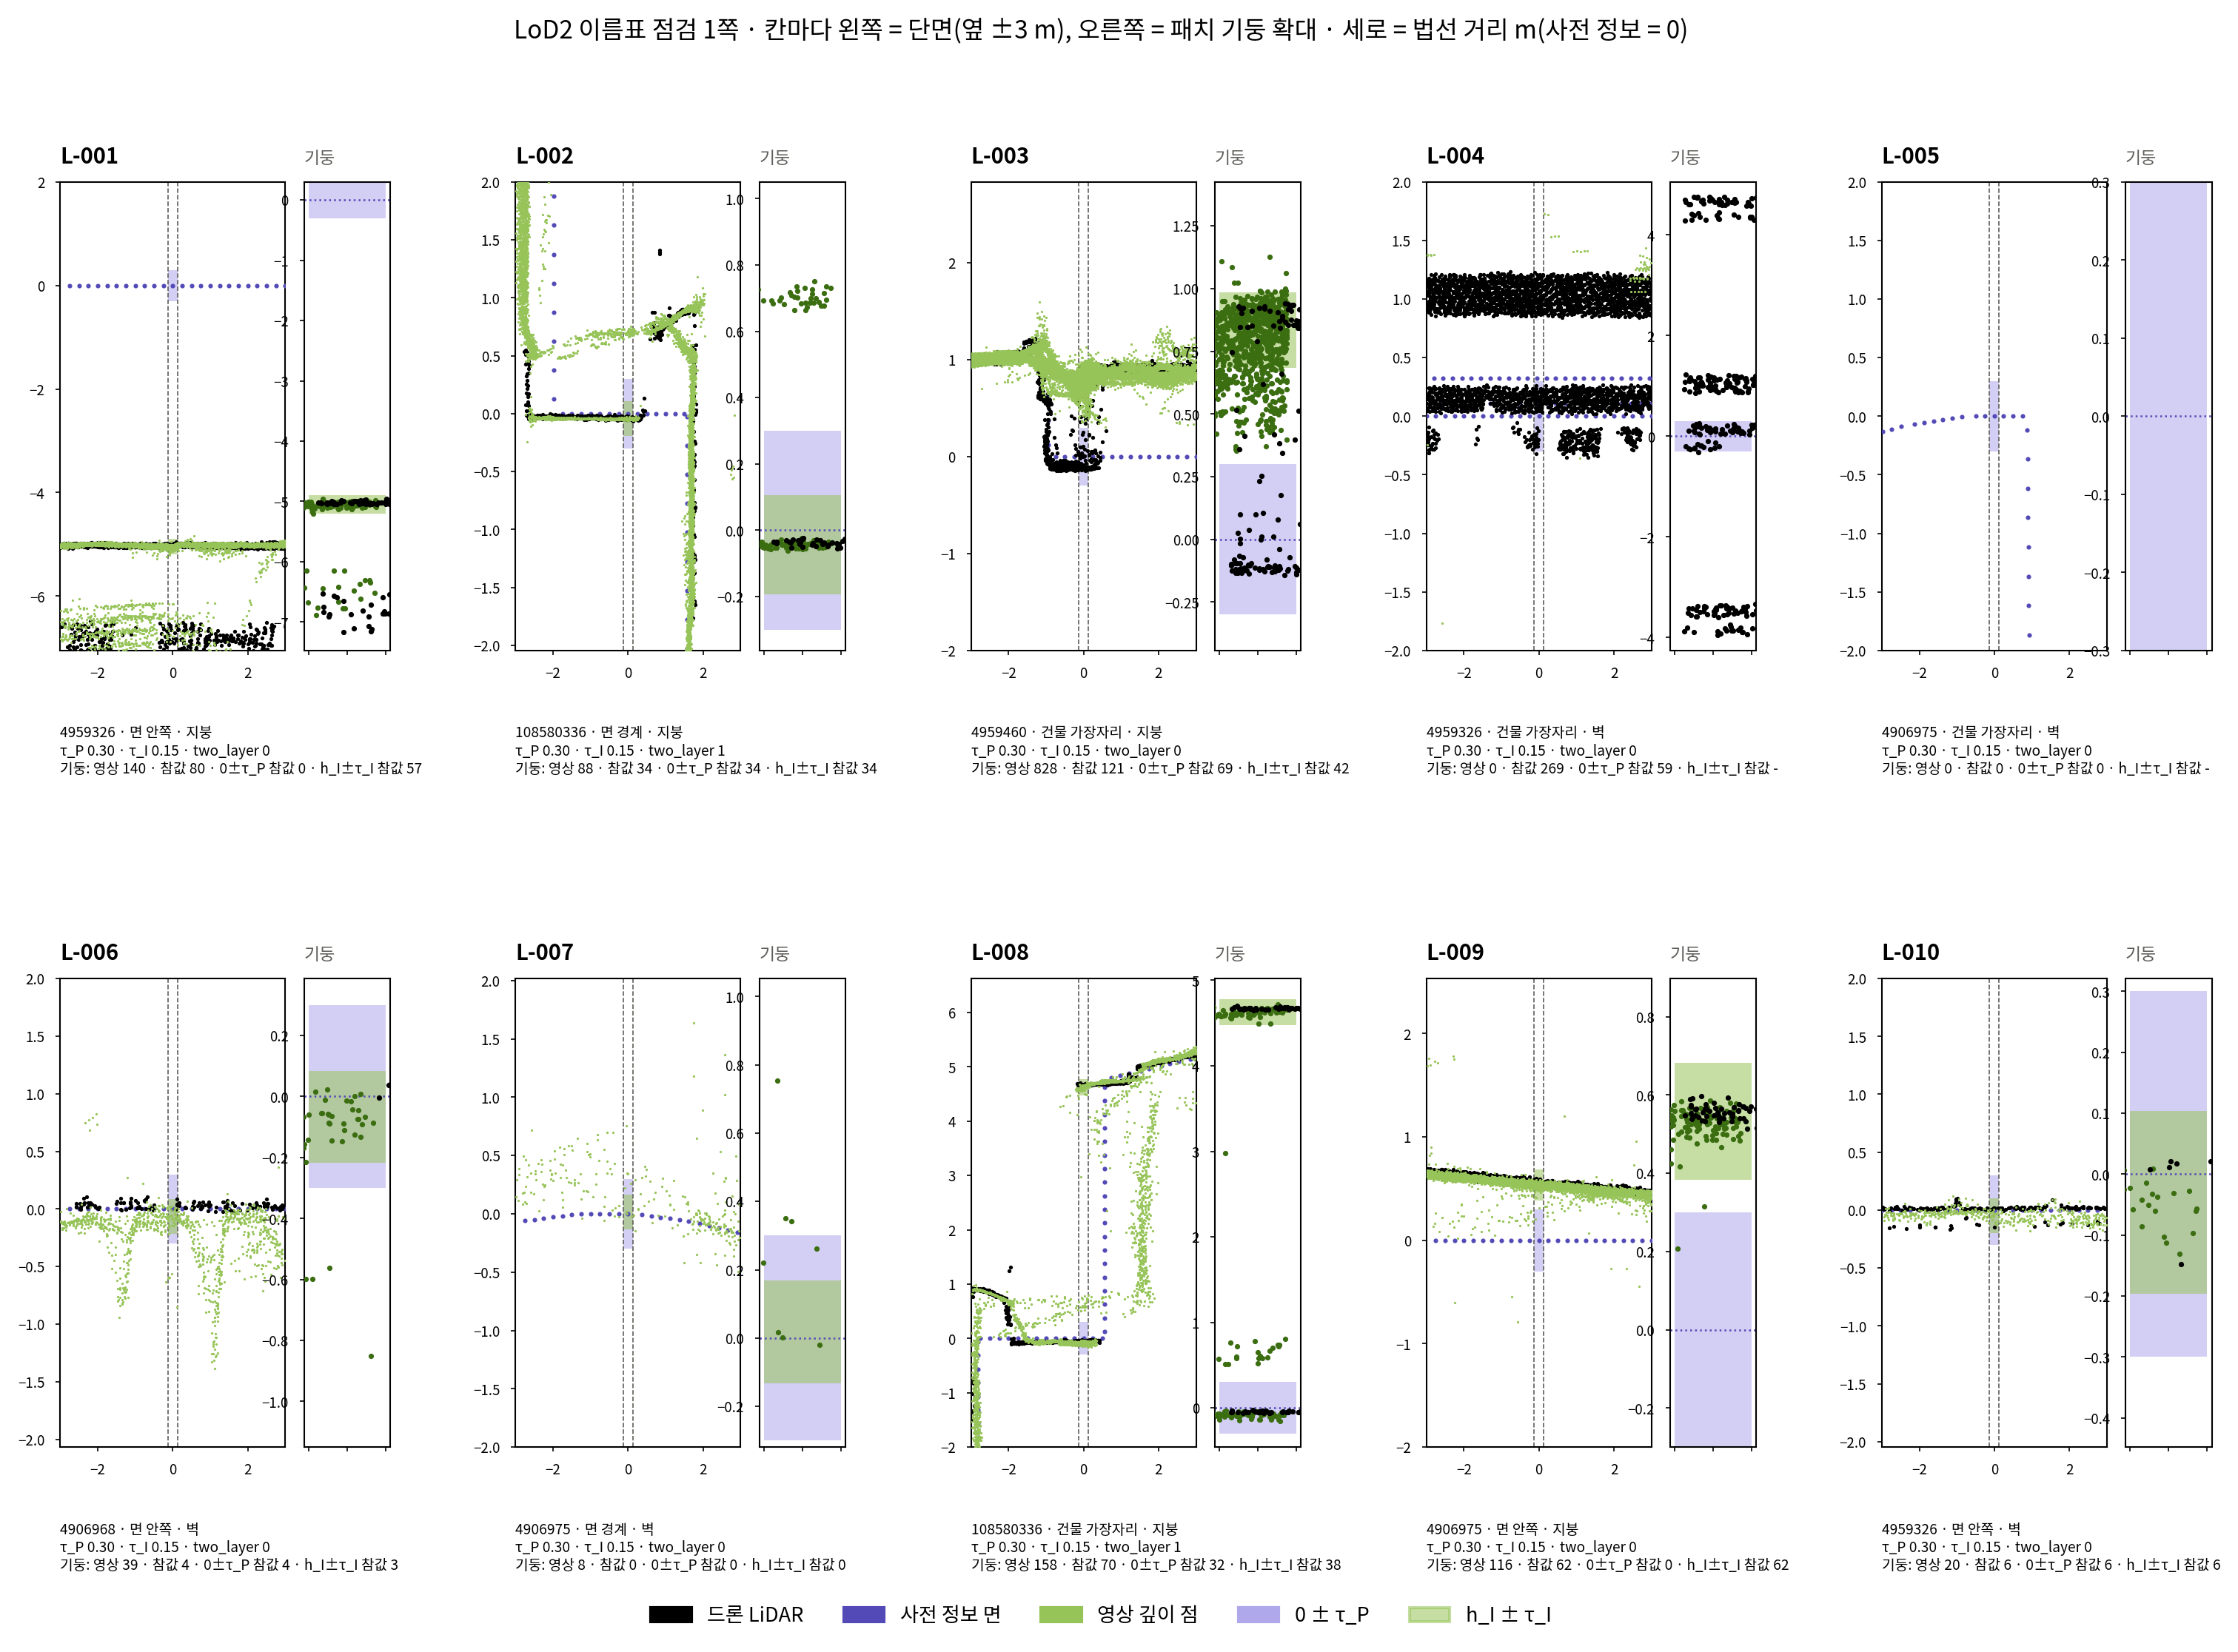 LoD2 이름표 점검 1쪽 · 칸마다 왼쪽 = 단면(옆 ±3 m), 오른쪽 = 패치 기둥 확대 · 세로 = 법선 거리 m(사전 정보 = 0)
L-001 기둥
L-002 기둥
L-003 기둥
L-004 기둥
L-005 기둥
4959326 · 면 안쪽 · 지붕
τ_P 0.30 · τ_I 0.15 · two_layer 0
기둥: 영상 140 · 참값 80 · 0±τ_P 참값 0 · h_I±τ_I 참값 57
108580336 · 면 경계 · 지붕
τ_P 0.30 · τ_I 0.15 · two_layer 1
기둥: 영상 88 · 참값 34 · 0±τ_P 참값 34 · h_I±τ_I 참값 34
4959460 · 건물 가장자리 · 지붕
τ_P 0.30 · τ_I 0.15 · two_layer 0
기둥: 영상 828 · 참값 121 · 0±τ_P 참값 69 · h_I±τ_I 참값 42
4959326 · 건물 가장자리 · 벽
τ_P 0.30 · τ_I 0.15 · two_layer 0
기둥: 영상 0 · 참값 269 · 0±τ_P 참값 59 · h_I±τ_I 참값 -
4906975 · 건물 가장자리 · 벽
τ_P 0.30 · τ_I 0.15 · two_layer 0
기둥: 영상 0 · 참값 0 · 0±τ_P 참값 0 · h_I±τ_I 참값 -
L-006 기둥
L-007 기둥
L-008 기둥
L-009 기둥
L-010 기둥
4906968 · 면 안쪽 · 벽
τ_P 0.30 · τ_I 0.15 · two_layer 0
기둥: 영상 39 · 참값 4 · 0±τ_P 참값 4 · h_I±τ_I 참값 3
4906975 · 면 경계 · 벽
τ_P 0.30 · τ_I 0.15 · two_layer 0
기둥: 영상 8 · 참값 0 · 0±τ_P 참값 0 · h_I±τ_I 참값 0
108580336 · 건물 가장자리 · 지붕
τ_P 0.30 · τ_I 0.15 · two_layer 1
기둥: 영상 158 · 참값 70 · 0±τ_P 참값 32 · h_I±τ_I 참값 38
4906975 · 면 안쪽 · 지붕
τ_P 0.30 · τ_I 0.15 · two_layer 0
기둥: 영상 116 · 참값 62 · 0±τ_P 참값 0 · h_I±τ_I 참값 62
4959326 · 면 안쪽 · 벽
τ_P 0.30 · τ_I 0.15 · two_layer 0
기둥: 영상 20 · 참값 6 · 0±τ_P 참값 6 · h_I±τ_I 참값 6
드론 LiDAR 사전 정보 면 영상 깊이 점 0 ± τ_P h_I ± τ_I